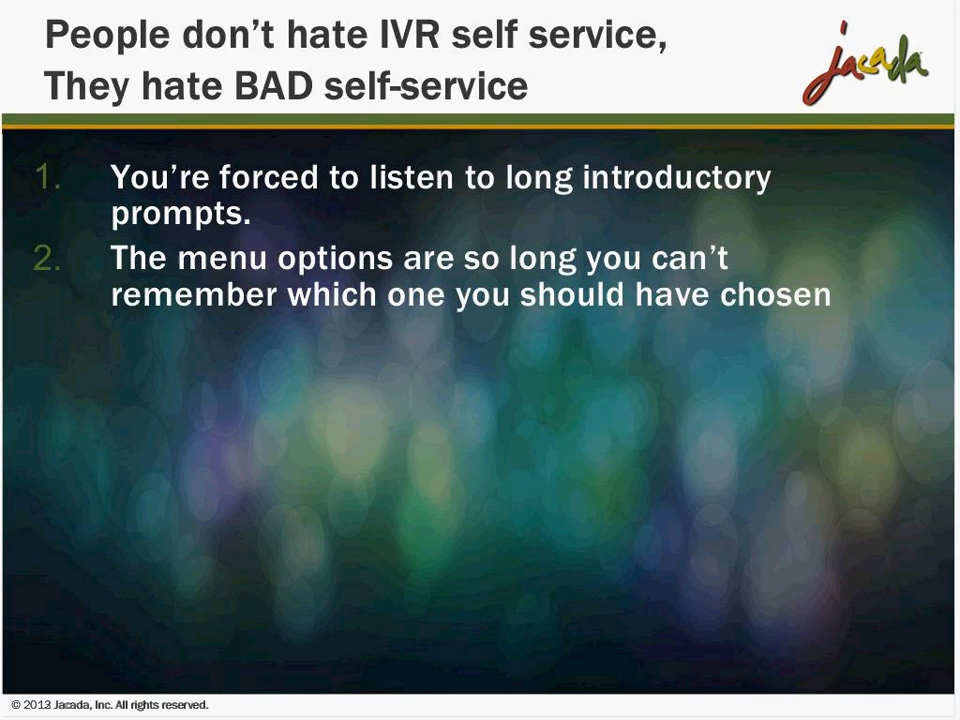 People don’t hate IVR self service,
They hate BAD self-service
jacada
1. You’re forced to listen to long introductory
prompts.
2. The menu options are so long you can’t
remember which one you should have chosen
© Jacada, Inc. All rights reserved.